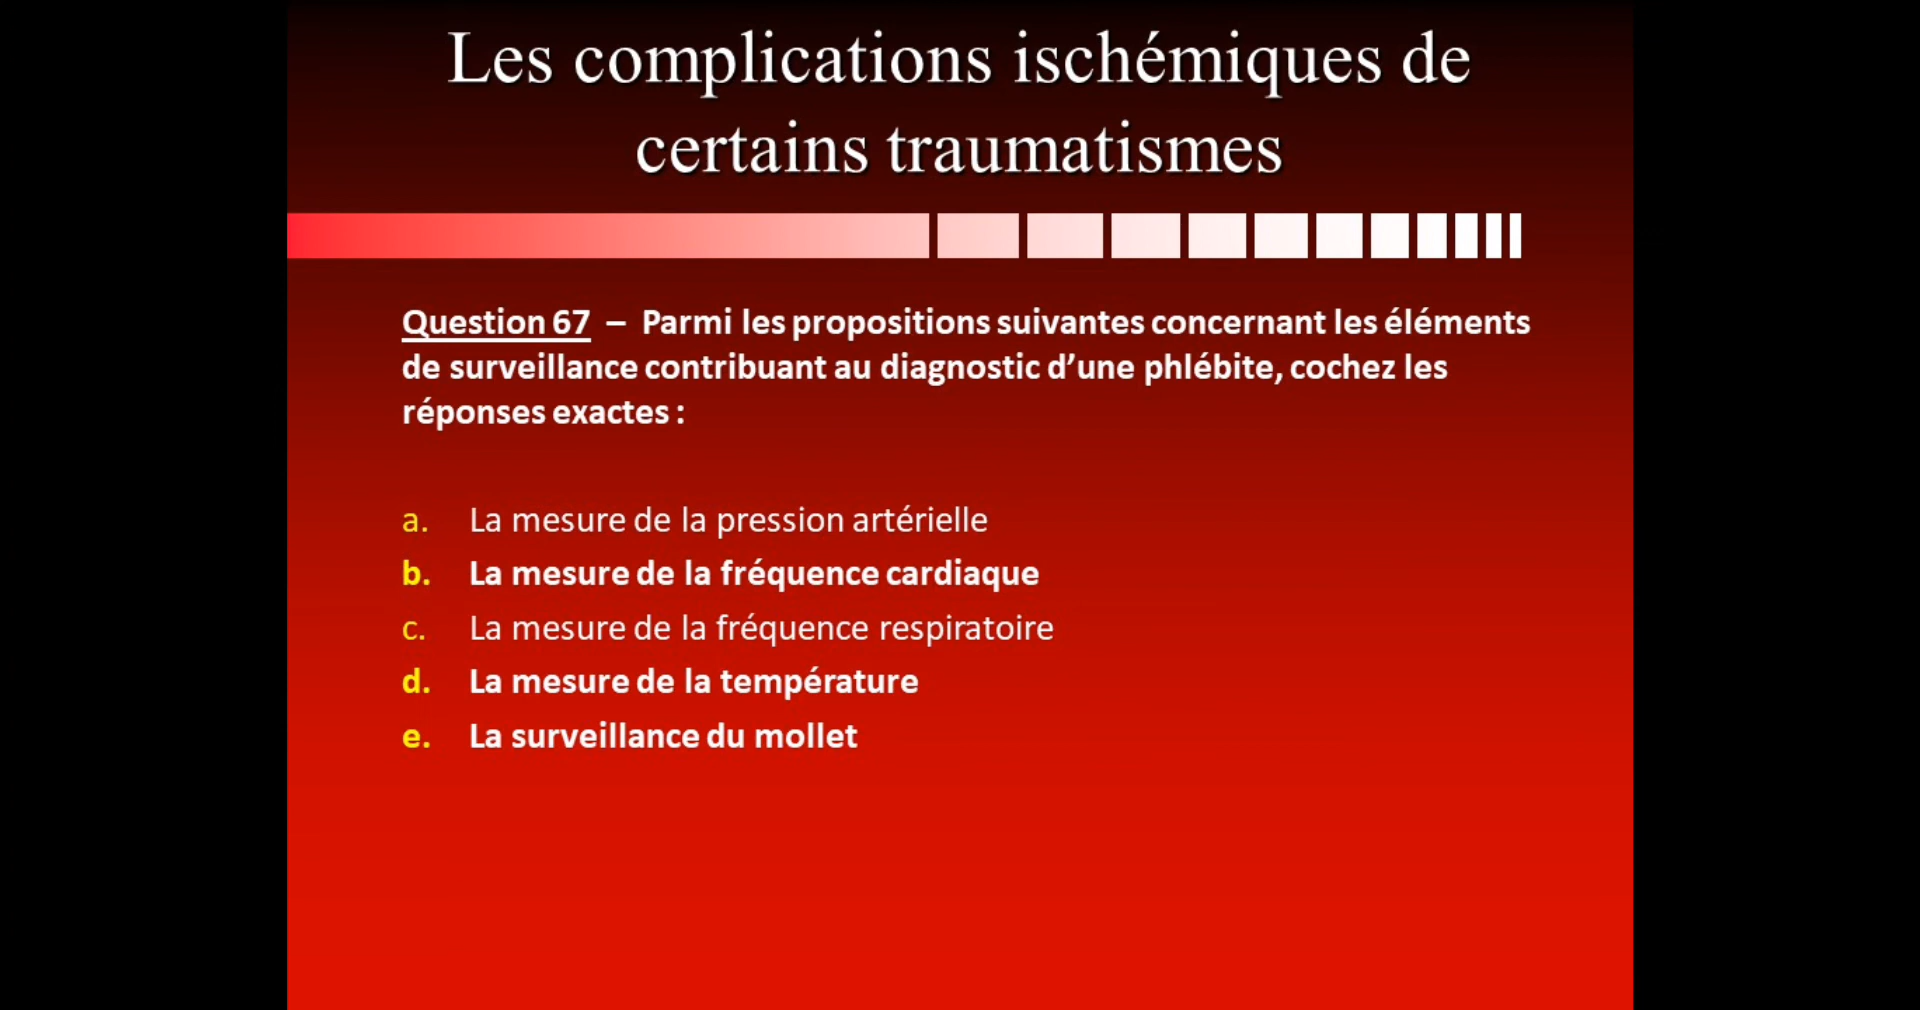 Les complications ischémiques de
certains traumatismes
Question 67 – Parmi les propositions suivantes concernant les éléments
de surveillance contribuant au diagnostic d’une phlébite, cochez les
réponses exactes :
a. La mesure de la pression artérielle
b. La mesure de la fréquence cardiaque
c. La mesure de la fréquence respiratoire
d. La mesure de la température
e. La surveillance du mollet